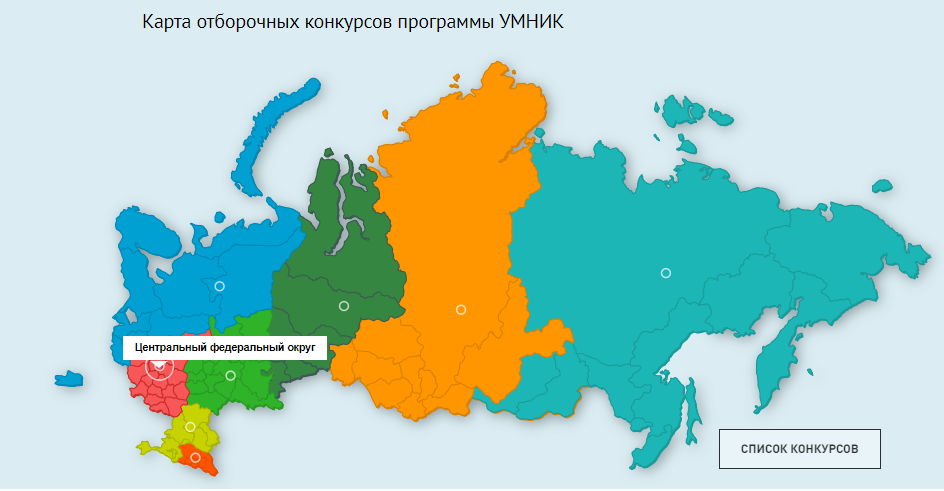 Карта отборочных конкурсов программы УМНИК
Центральный федеральный округ
СПИСОК КОНКУРСОВ